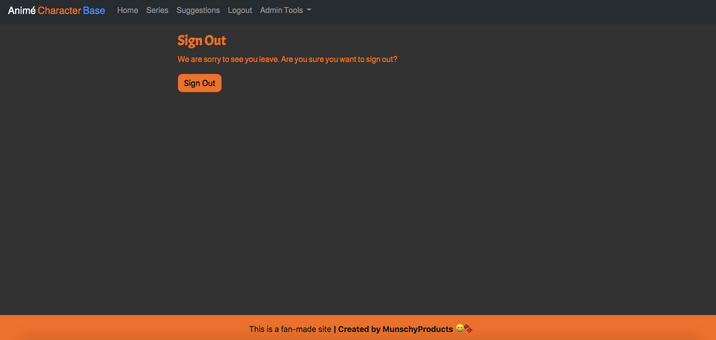 Animé Character Base Home Series Suggestions Logout Admin Tools
Sign Out
We are sorry to see you leave. Are you sure you want to sign out?
Sign Out
This is a fan-made site | Created by MunschyProducts